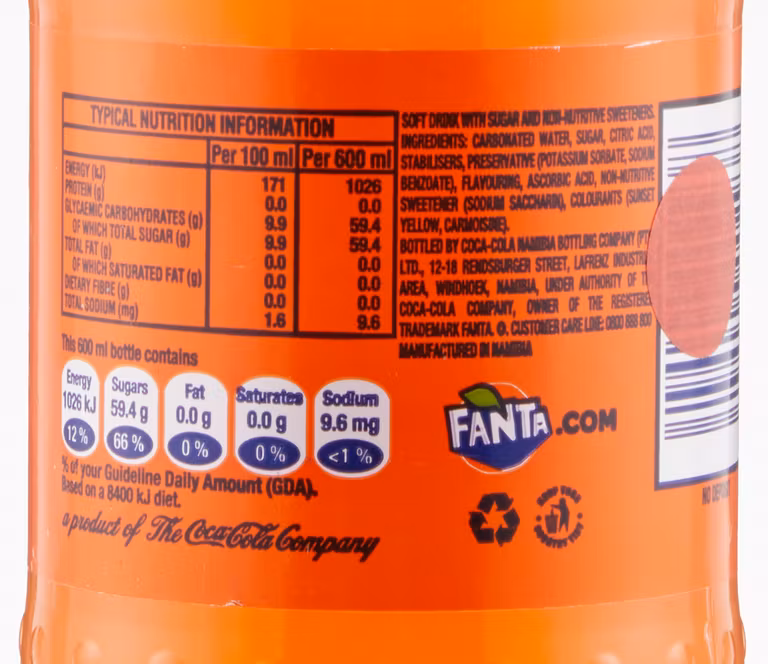 TYPICAL NUTRITION INFORMATION
Per 100 ml Per 600 ml
ENERGY (kJ) 171 1026
PROTEIN (g) 0.0 0.0
GLYCAEMIC CARBOHYDRATES (g) 9.9 59.4
OF WHICH TOTAL SUGAR (g) 9.9 59.4
TOTAL FAT (g) 0.0 0.0
OF WHICH SATURATED FAT (g) 0.0 0.0
DIETARY FIBRE (g) 0.0 0.0
TOTAL SODIUM (mg) 1.6 9.6
SOFT DRINK WITH SUGAR AND NON-NUTRITIVE SWEETENERS.
INGREDIENTS: CARBONATED WATER, SUGAR, CITRIC ACID,
STABILISERS, PRESERVATIVE (POTASSIUM SORBATE, SODIUM
BENZOATE), FLAVOURING, ASCORBIC ACID, NON-NUTRITIVE
SWEETENER (SODIUM SACCHARIN), COLOURANTS (SUNSET
YELLOW, CARMOISINE).
BOTTLED BY COCA-COLA NAMIBIA BOTTLING COMPANY
LTD., 12-18 RENDSBURGER STREET, LAFRENZ
AREA, WINDHOEK, NAMIBIA, UNDER AUTHORITY OF
COCA-COLA COMPANY, OWNER OF THE
TRADEMARK FANTA. ®. CUSTOMER CARE LINE: 0800 888 800
MANUFACTURED IN NAMIBIA
This 600 ml bottle contains
Energy Sugars Fat Saturates Sodium
1026 kJ 59.4 g 0.0 g 0.0 g 9.6 mg
12 % 66 % 0 % 0 % <1 %
% of your Guideline Daily Amount (GDA).
Based on a 8400 kJ diet.
a product of The Coca-Cola Company
FANTA .COM
NO